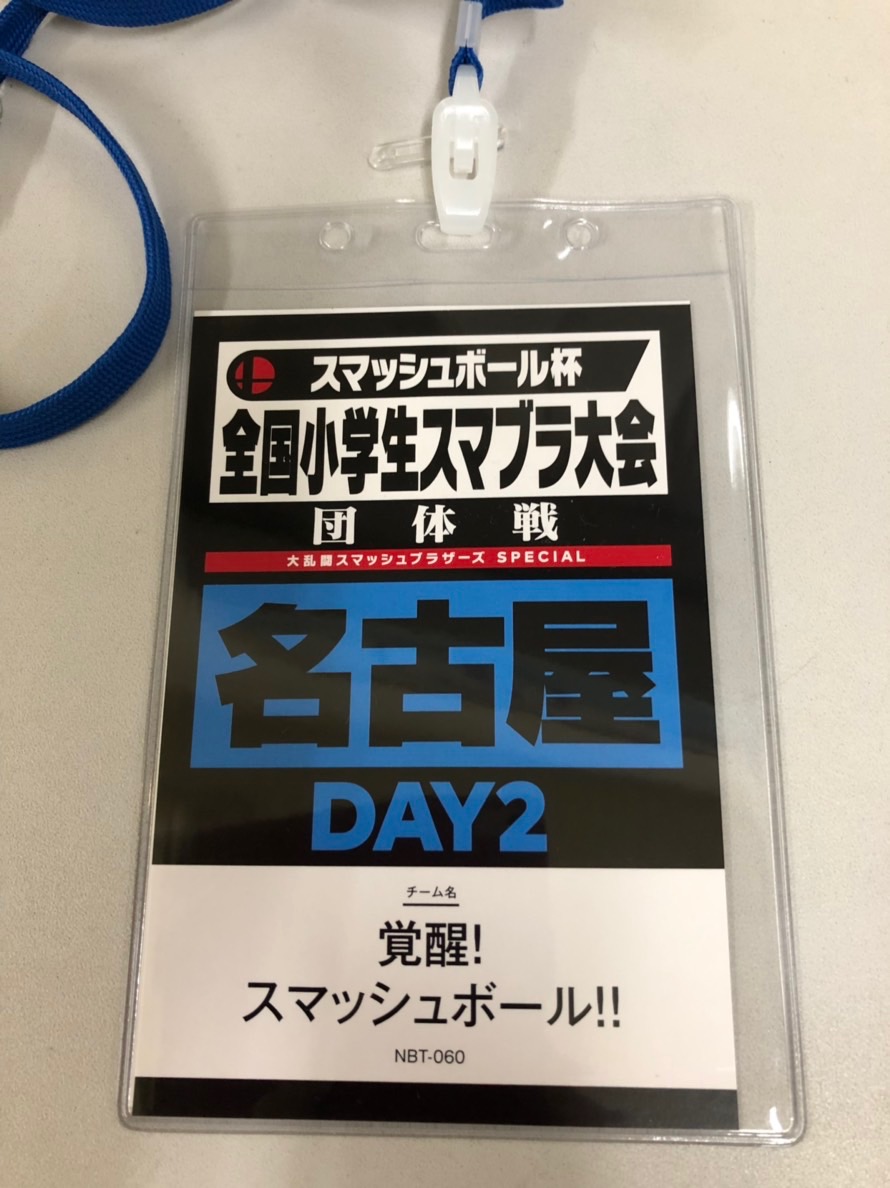 スマッシュボール杯
全国小学生スマブラ大会
団体戦
大乱闘スマッシュブラザーズ SPECIAL
名古屋
DAY2
チーム名
覚醒!
スマッシュボール!!
NBT-060